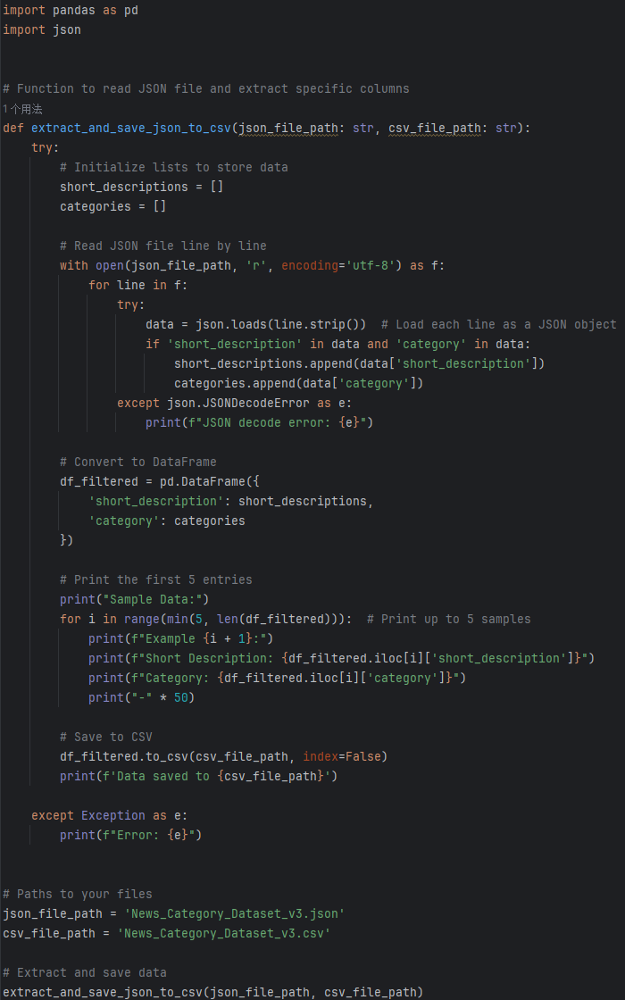 import pandas as pd
import json
# Function to read JSON file and extract specific columns
1 个用法
def extract_and_save_json_to_csv(json_file_path: str, csv_file_path: str):
    try:
        # Initialize lists to store data
        short_descriptions = []
        categories = []
        # Read JSON file line by line
        with open(json_file_path, 'r', encoding='utf-8') as f:
            for line in f:
                try:
                    data = json.loads(line.strip())  # Load each line as a JSON object
                    if 'short_description' in data and 'category' in data:
                        short_descriptions.append(data['short_description'])
                        categories.append(data['category'])
                except json.JSONDecodeError as e:
                    print(f"JSON decode error: {e}")
        # Convert to DataFrame
        df_filtered = pd.DataFrame({
            'short_description': short_descriptions,
            'category': categories
        })
        # Print the first 5 entries
        print("Sample Data:")
        for i in range(min(5, len(df_filtered))):  # Print up to 5 samples
            print(f"Example {i + 1}:")
            print(f"Short Description: {df_filtered.iloc[i]['short_description']}")
            print(f"Category: {df_filtered.iloc[i]['category']}")
            print("-" * 50)
        # Save to CSV
        df_filtered.to_csv(csv_file_path, index=False)
        print(f'Data saved to {csv_file_path}')
    except Exception as e:
        print(f"Error: {e}")
# Paths to your files
json_file_path = 'News_Category_Dataset_v3.json'
csv_file_path = 'News_Category_Dataset_v3.csv'
# Extract and save data
extract_and_save_json_to_csv(json_file_path, csv_file_path)